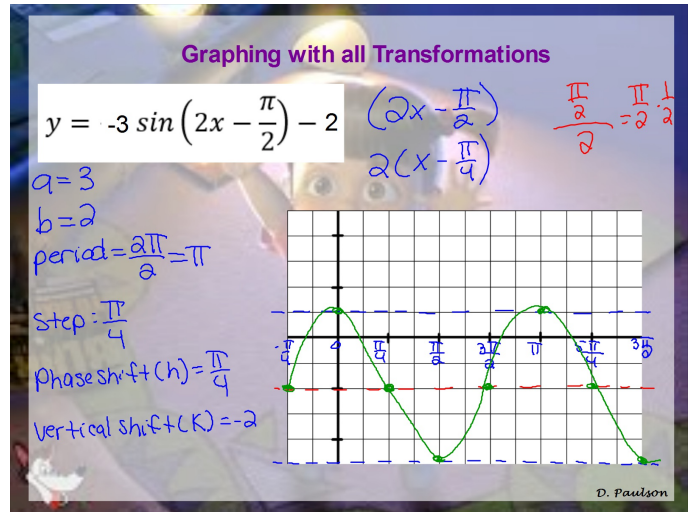 Graphing with all Transformations
y = -3 sin(2x − π/2) − 2
(2x - π/2)
2(x - π/4)
π/2 / 2 = π/2 · 1/2
a = 3
b = 2
period = 2π/2 = π
step: π/4
Phase shift (h) = π/4
Vertical shift (K) = -2
-π/4 0 π/4 π/2 3π/2 π 5π/4 3π/2
D. Paulson